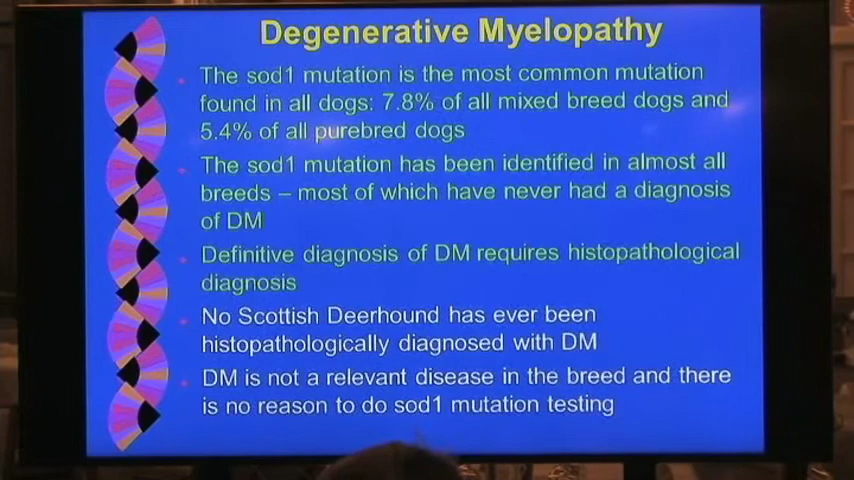 Degenerative Myelopathy
The sod1 mutation is the most common mutation
found in all dogs: 7.8% of all mixed breed dogs and
5.4% of all purebred dogs
The sod1 mutation has been identified in almost all
breeds – most of which have never had a diagnosis
of DM
Definitive diagnosis of DM requires histopathological
diagnosis
No Scottish Deerhound has ever been
histopathologically diagnosed with DM
DM is not a relevant disease in the breed and there
is no reason to do sod1 mutation testing